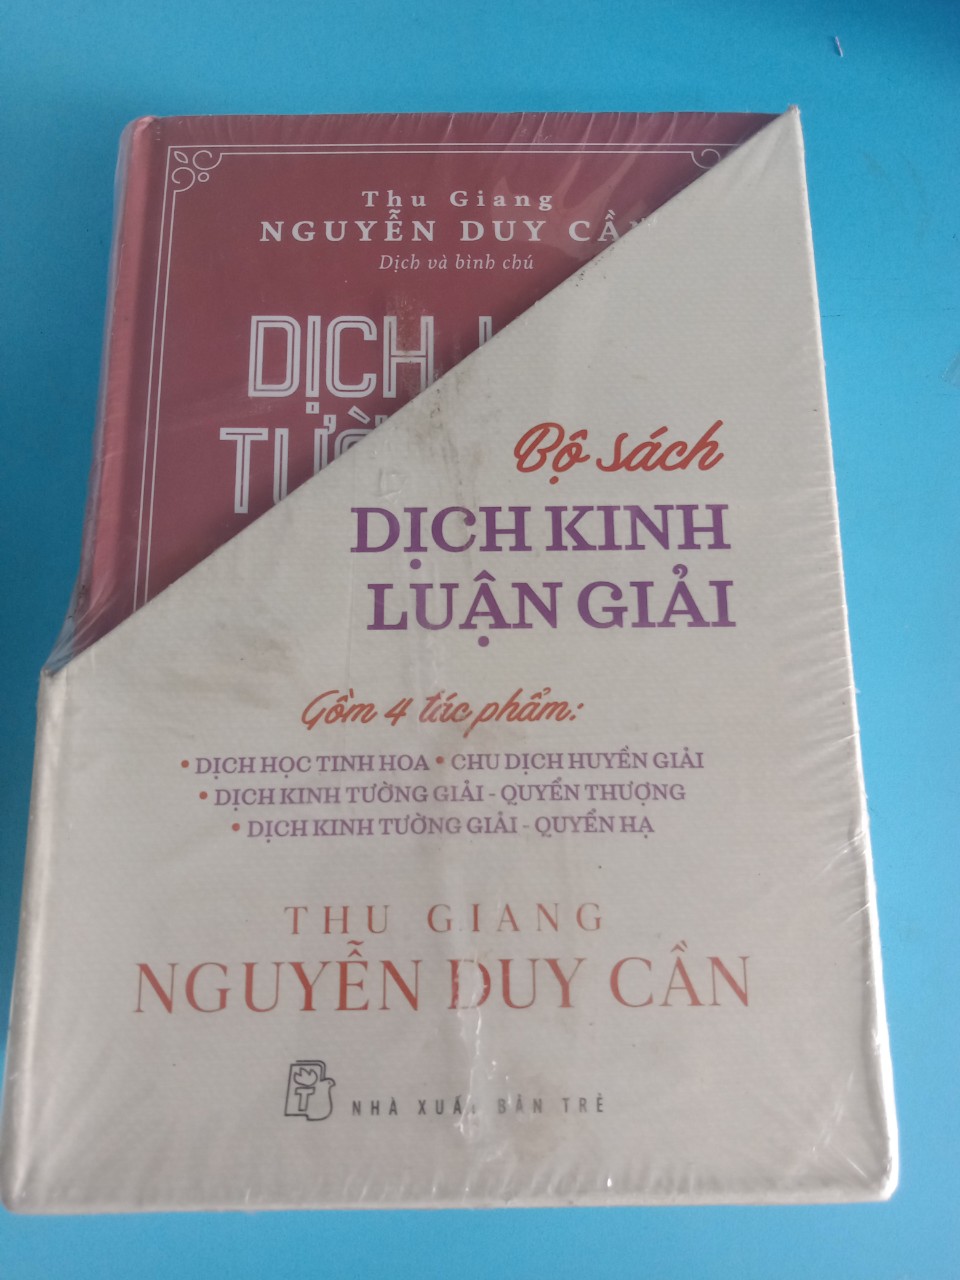 Thu Giang
NGUYỄN DUY
Dịch và bình chú
DỊCH
Bộ sách
DỊCH KINH
LUẬN GIẢI
Gồm 4 tác phẩm:
• DỊCH HỌC TINH HOA • CHU DỊCH HUYỀN GIẢI
• DỊCH KINH TƯỜNG GIẢI - QUYỂN THƯỢNG
• DỊCH KINH TƯỜNG GIẢI - QUYỂN HẠ
THU GIANG
NGUYỄN DUY CẦN
NHÀ XUẤT BẢN TRẺ